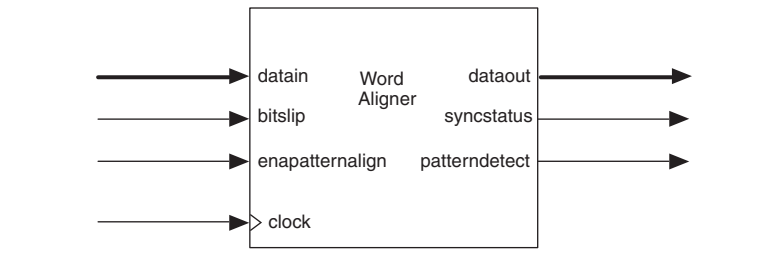 datain
Word
Aligner
dataout
bitslip
syncstatus
enapatternalign
patterndetect
clock